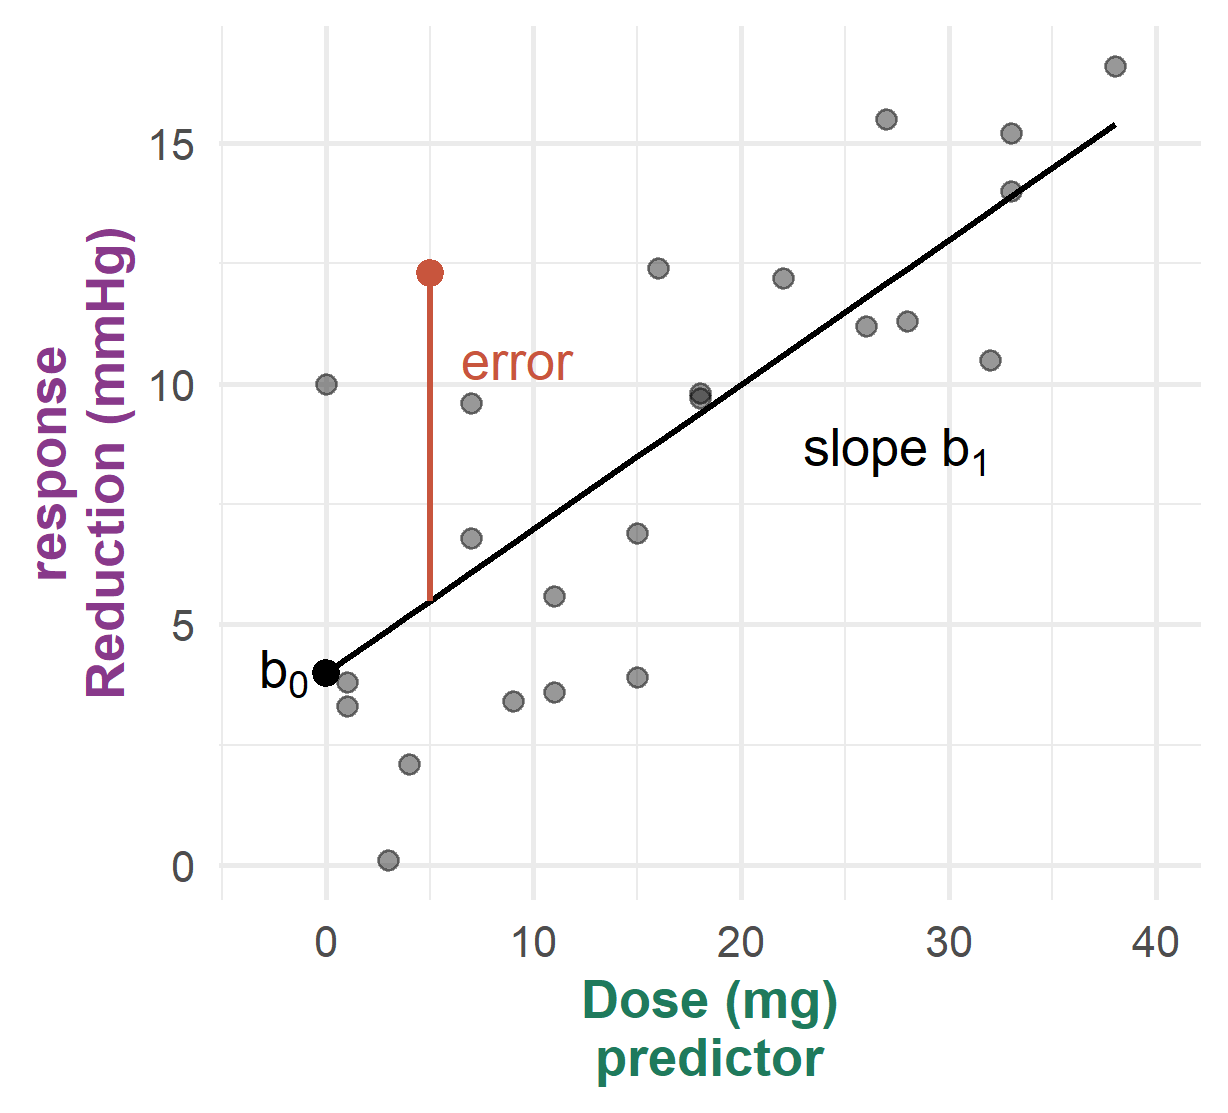 response
Reduction (mmHg)
15
10
5
0
error
slope b₁
b₀
0 10 20 30 40
Dose (mg)
predictor